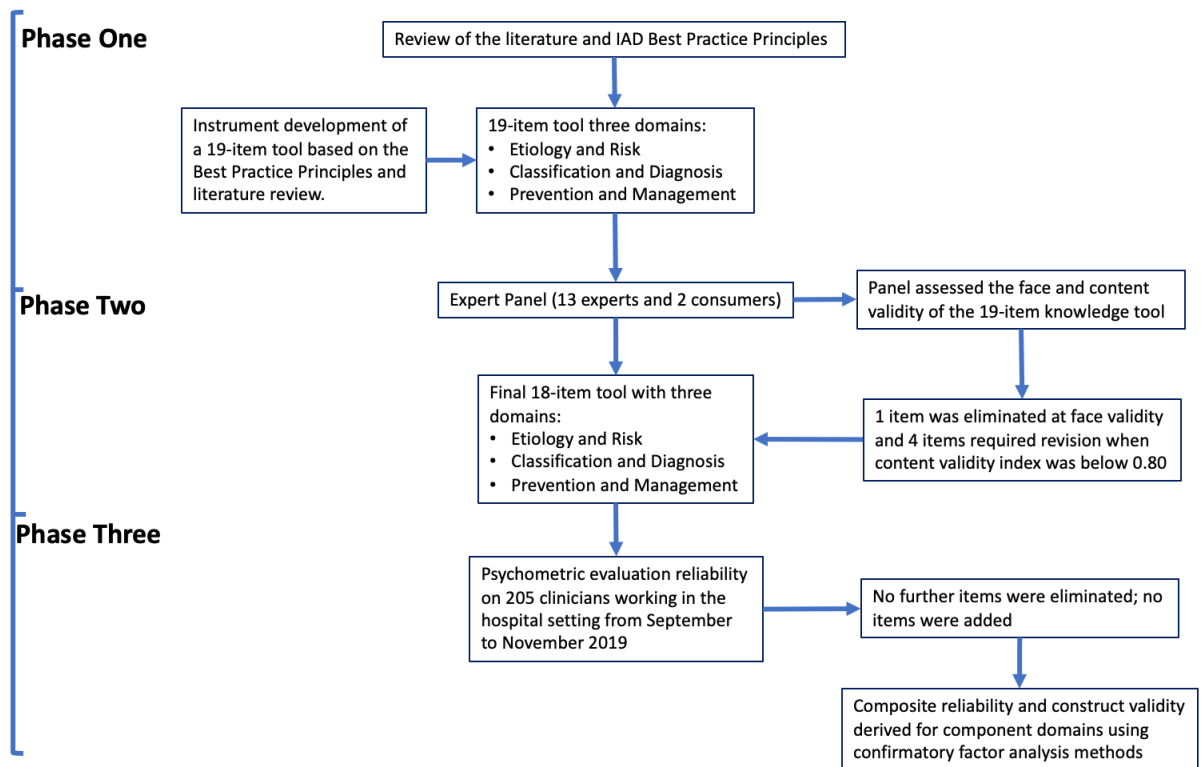 Phase One
Review of the literature and IAD Best Practice Principles
Instrument development of
a 19-item tool based on the
Best Practice Principles and
literature review.
19-item tool three domains:
• Etiology and Risk
• Classification and Diagnosis
• Prevention and Management
Phase Two
Expert Panel (13 experts and 2 consumers)
Panel assessed the face and content
validity of the 19-item knowledge tool
1 item was eliminated at face validity
and 4 items required revision when
content validity index was below 0.80
Final 18-item tool with three
domains:
• Etiology and Risk
• Classification and Diagnosis
• Prevention and Management
Phase Three
Psychometric evaluation reliability
on 205 clinicians working in the
hospital setting from September
to November 2019
No further items were eliminated; no
items were added
Composite reliability and construct validity
derived for component domains using
confirmatory factor analysis methods